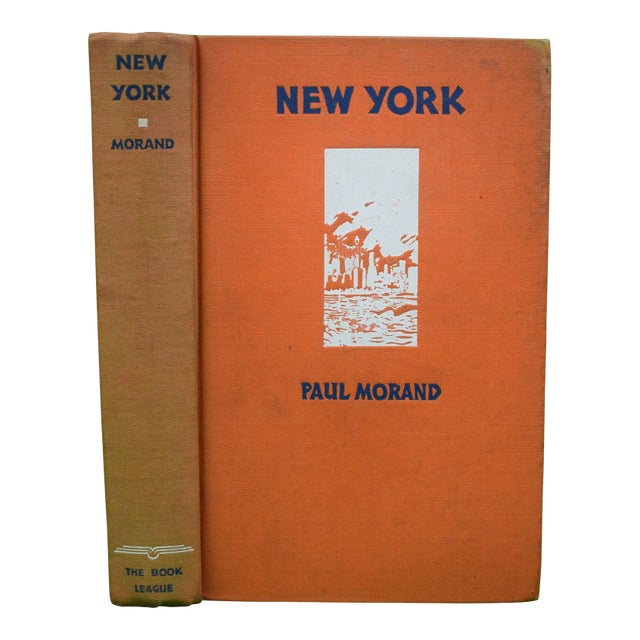 NEW
YORK
MORAND
THE BOOK
LEAGUE
NEW YORK
PAUL MORAND